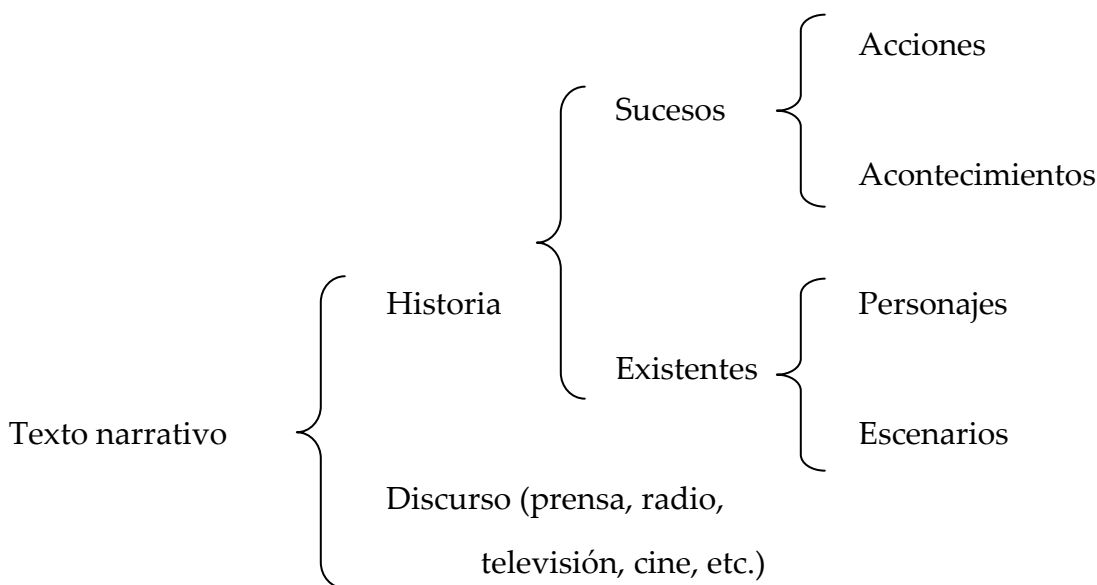 Acciones
Sucesos
Acontecimientos
Historia
Personajes
Existentes
Texto narrativo
Escenarios
Discurso (prensa, radio,
televisión, cine, etc.)